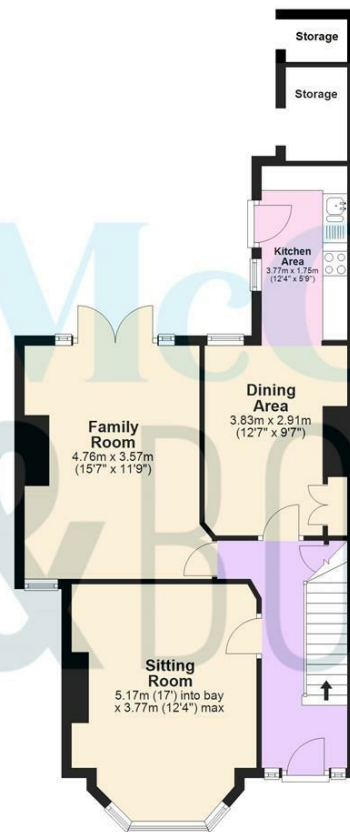 Storage
Storage
Kitchen
Area
3.77m x 1.75m
(12'4" x 5'9")
Dining
Area
3.83m x 2.91m
(12'7" x 9'7")
Family
Room
4.76m x 3.57m
(15'7" x 11'9")
Sitting
Room
5.17m (17') into bay
x 3.77m (12'4") max
McC
& BO